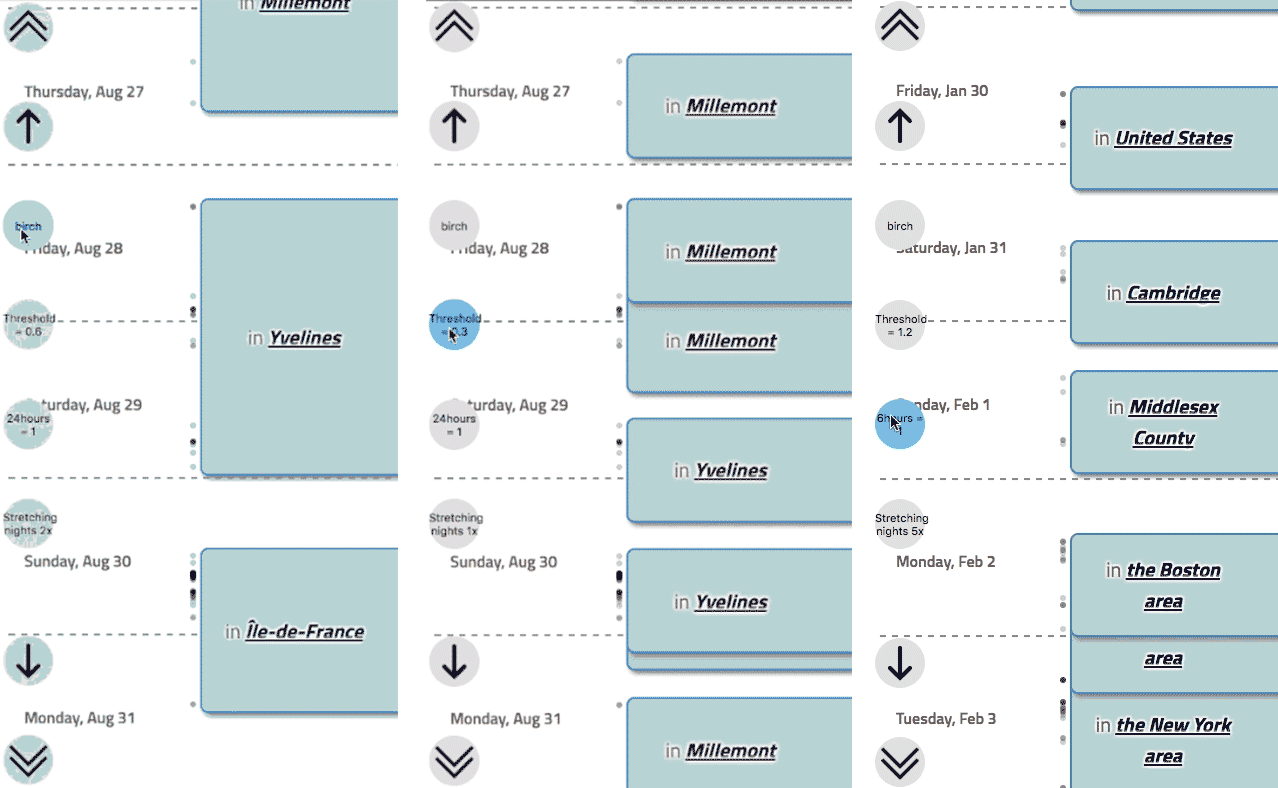 in Millemont
Thursday, Aug 27
birch
Friday, Aug 28
Threshold
= 0.6
in Yvelines
Saturday, Aug 29
24hours
= 1
Stretching
nights 2x
Sunday, Aug 30
in Île-de-France
Monday, Aug 31
Thursday, Aug 27
in Millemont
birch
Friday, Aug 28
in Millemont
Threshold
= 0.3
in Millemont
Saturday, Aug 29
24hours
= 1
in Yvelines
Stretching
nights 1x
Sunday, Aug 30
in Yvelines
Monday, Aug 31
in Millemont
Friday, Jan 30
in United States
birch
Saturday, Jan 31
in Cambridge
Threshold
= 1.2
Sunday, Feb 1
6hours =
1
in Middlesex
County
Stretching
nights 5x
Monday, Feb 2
in the Boston
area
area
Tuesday, Feb 3
in the New York
area